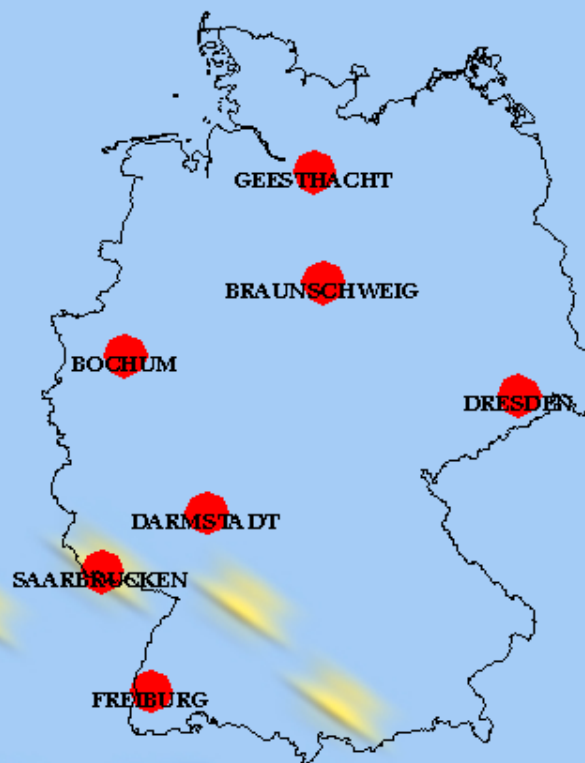 GEESTHACHT
BRAUNSCHWEIG
BOCHUM
DRESDEN
DARMSTADT
SAARBRUCKEN
FREIBURG